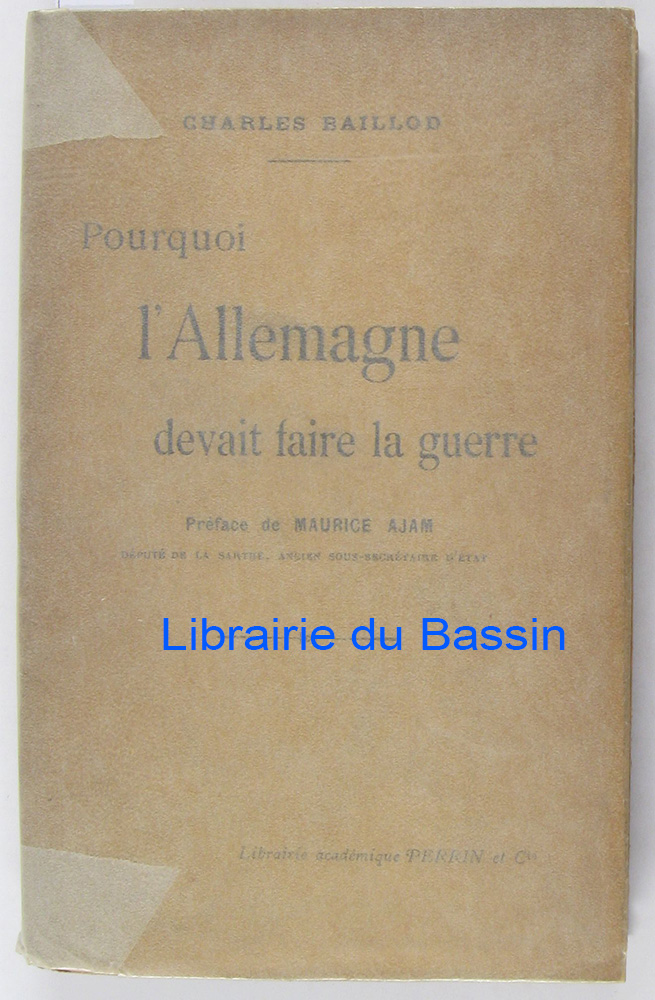 CHARLES BAILLOD
Pourquoi
l'Allemagne
devait faire la guerre
Préface de MAURICE AJAM
DÉPUTÉ DE LA SARTHE, ANCIEN SOUS-SECRÉTAIRE D'ÉTAT
Librairie du Bassin
Librairie académique PERRIN et Cie